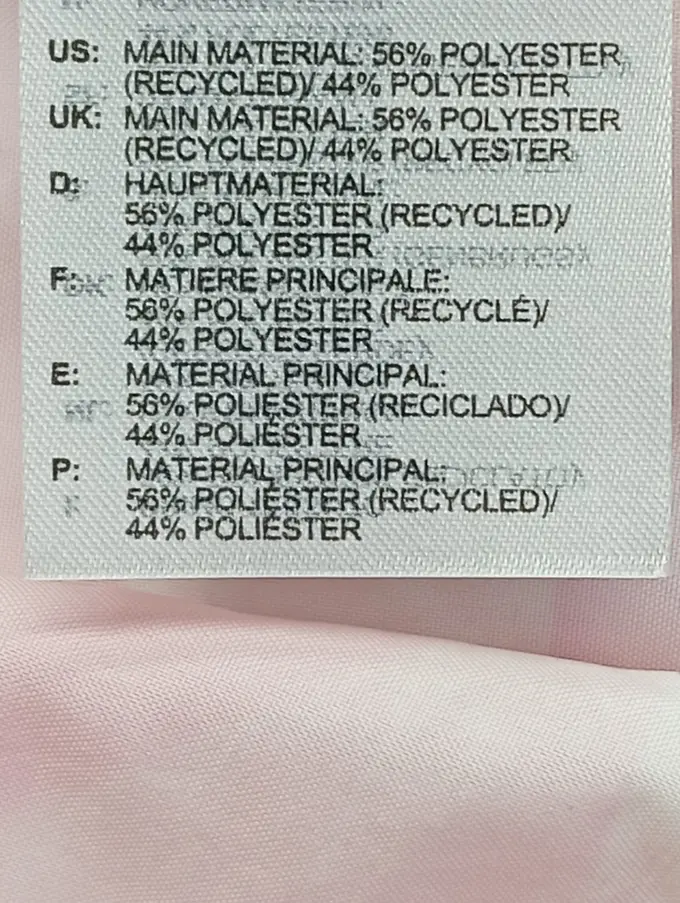 US: MAIN MATERIAL: 56% POLYESTER
(RECYCLED)/ 44% POLYESTER
UK: MAIN MATERIAL: 56% POLYESTER
(RECYCLED)/ 44% POLYESTER
D: HAUPTMATERIAL:
56% POLYESTER (RECYCLED)/
44% POLYESTER
F: MATIERE PRINCIPALE:
56% POLYESTER (RECYCLÉ)/
44% POLYESTER
E: MATERIAL PRINCIPAL:
56% POLIÉSTER (RECICLADO)/
44% POLIÉSTER
P: MATERIAL PRINCIPAL:
56% POLIÉSTER (RECYCLED)/
44% POLIÉSTER